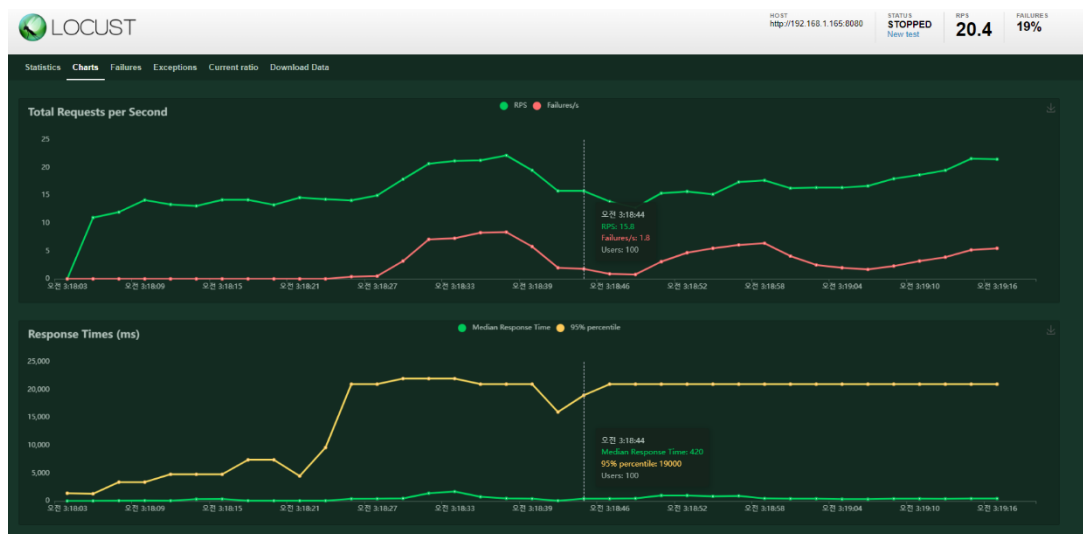 LOCUST
HOST
http://192.168.1.165:8080
STATUS
STOPPED
New test
RPS
20.4
FAILURES
19%
Statistics Charts Failures Exceptions Current ratio Download Data
Total Requests per Second
RPS Failures/s
25
20
15
10
5
0
오전 3:18:44
RPS: 15.8
Failures/s: 1.8
Users: 100
오전 3:18:03 오전 3:18:09 오전 3:18:15 오전 3:18:21 오전 3:18:27 오전 3:18:33 오전 3:18:39 오전 3:18:46 오전 3:18:52 오전 3:18:58 오전 3:19:04 오전 3:19:10 오전 3:19:16
Response Times (ms)
Median Response Time 95% percentile
25,000
20,000
15,000
10,000
5,000
0
오전 3:18:44
Median Response Time: 420
95% percentile: 19000
Users: 100
오전 3:18:03 오전 3:18:09 오전 3:18:15 오전 3:18:21 오전 3:18:27 오전 3:18:33 오전 3:18:39 오전 3:18:46 오전 3:18:52 오전 3:18:58 오전 3:19:04 오전 3:19:10 오전 3:19:16